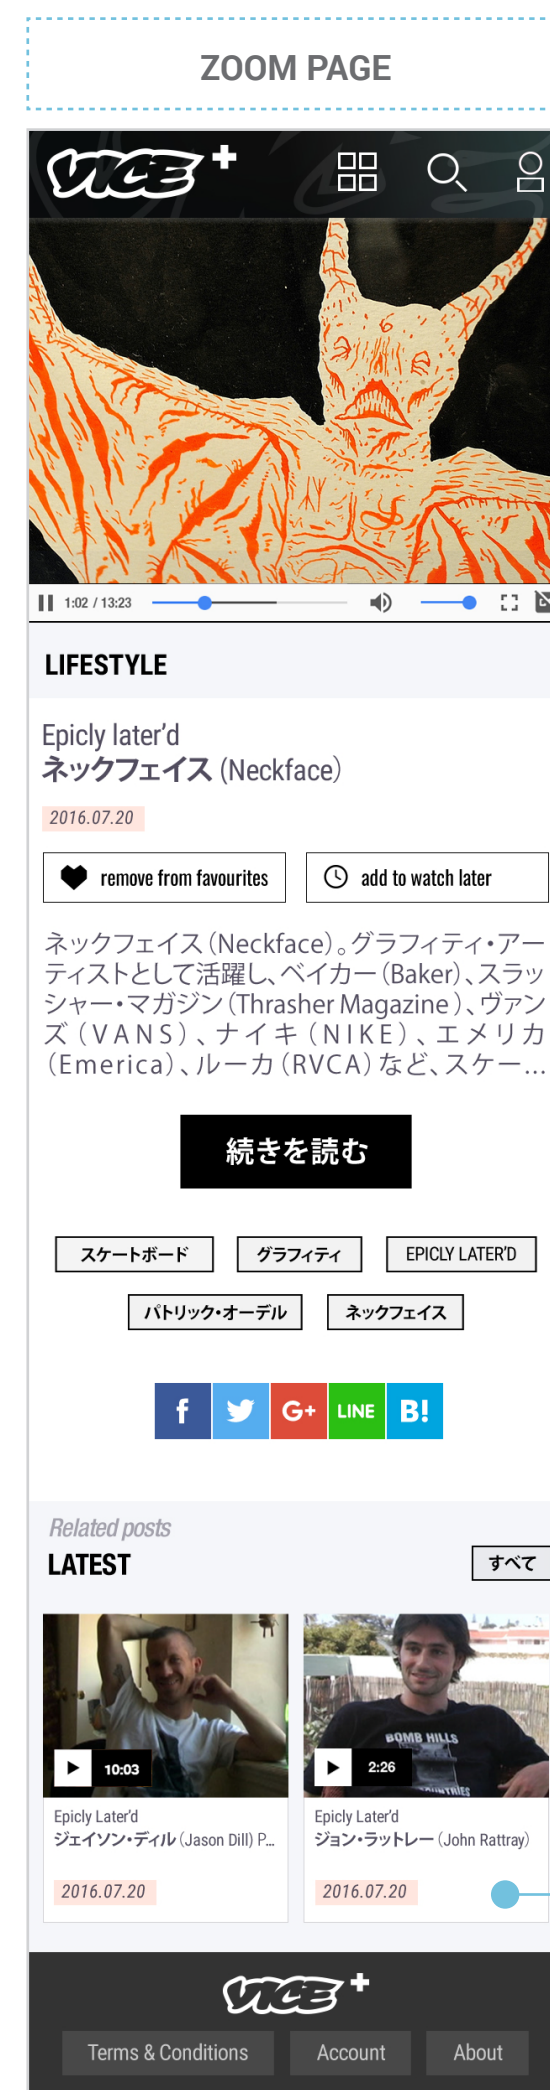 ZOOM PAGE
VICE+
1:02 / 13:23
LIFESTYLE
Epicly later’d
ネックフェイス (Neckface)
2016.07.20
remove from favourites
add to watch later
ネックフェイス(Neckface)。グラフィティ・アー
ティストとして活躍し、ベイカー(Baker)、スラッ
シャー・マガジン(Thrasher Magazine)、ヴァン
ズ(VANS)、ナイキ(NIKE)、エメリカ
(Emerica)、ルーカ(RVCA)など、スケー…
続きを読む
スケートボード
グラフィティ
EPICLY LATER’D
パトリック・オーデル
ネックフェイス
f
G+
LINE
B!
Related posts
LATEST
すべて
BOMB HILLS
COUNTRIES
10:03
2:26
Epicly Later’d
ジェイソン・ディル(Jason Dill) P…
2016.07.20
Epicly Later’d
ジョン・ラットレー(John Rattray)
2016.07.20
VICE+
Terms & Conditions
Account
About